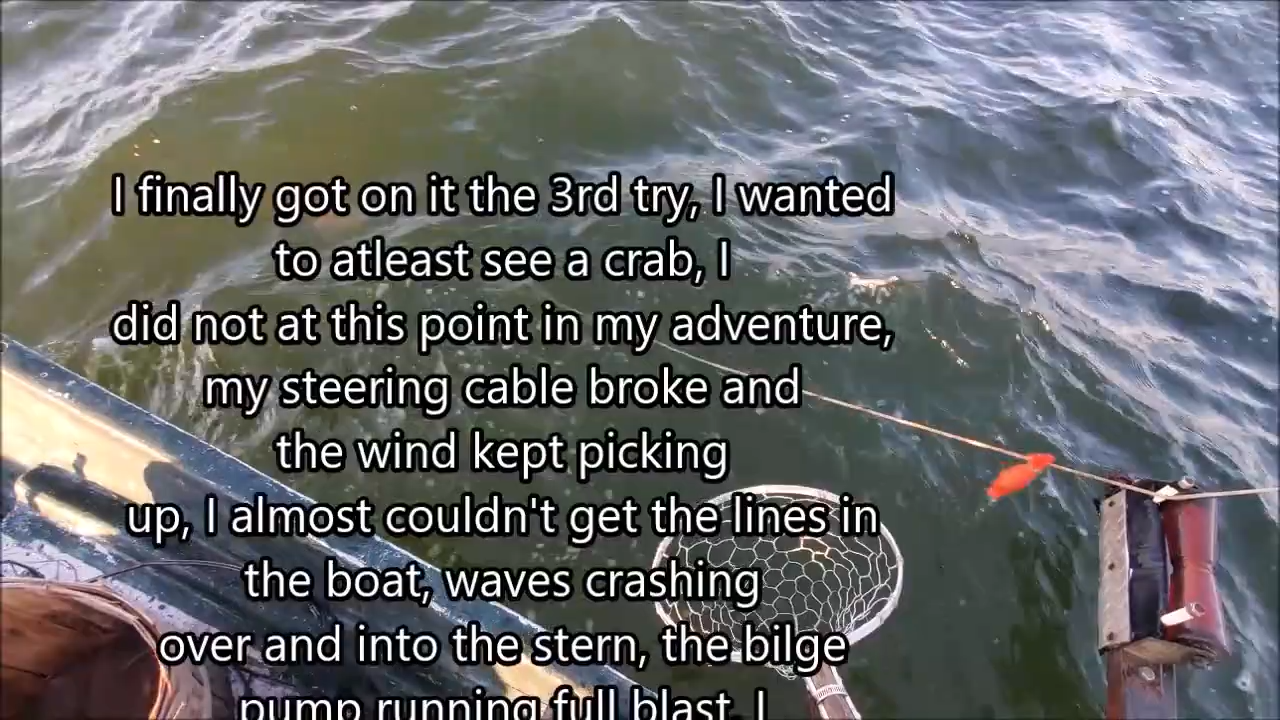 I finally got on it the 3rd try, I wanted
to atleast see a crab, I
did not at this point in my adventure,
my steering cable broke and
the wind kept picking
up, I almost couldn't get the lines in
the boat, waves crashing
over and into the stern, the bilge
pump running full blast, I